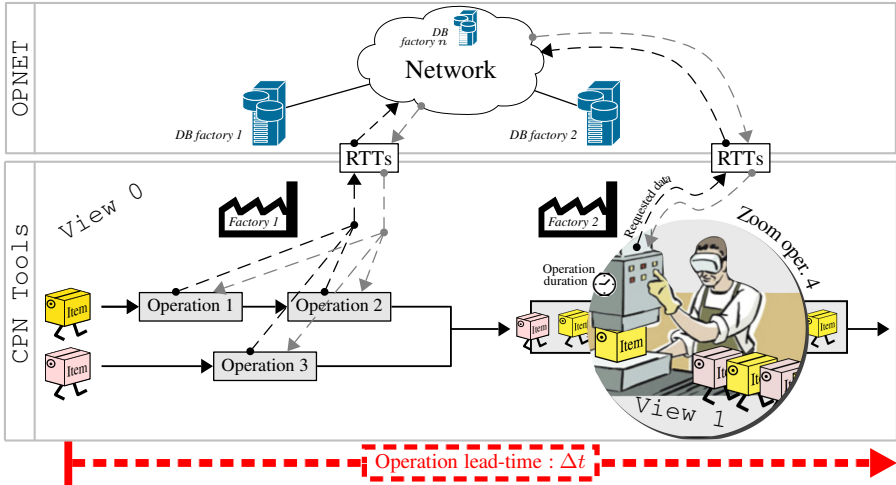 OPNET
DB
factory n
Network
DB factory 1
DB factory 2
RTTs
RTTs
CPN Tools
View 0
Factory 1
Factory 2
Requested data
Zoom oper. 4
Operation
duration
Item
Operation 1
Operation 2
Item
Operation 3
Item
Item
Item
Item
Item
Item
Item
View 1
Operation lead-time : Δt